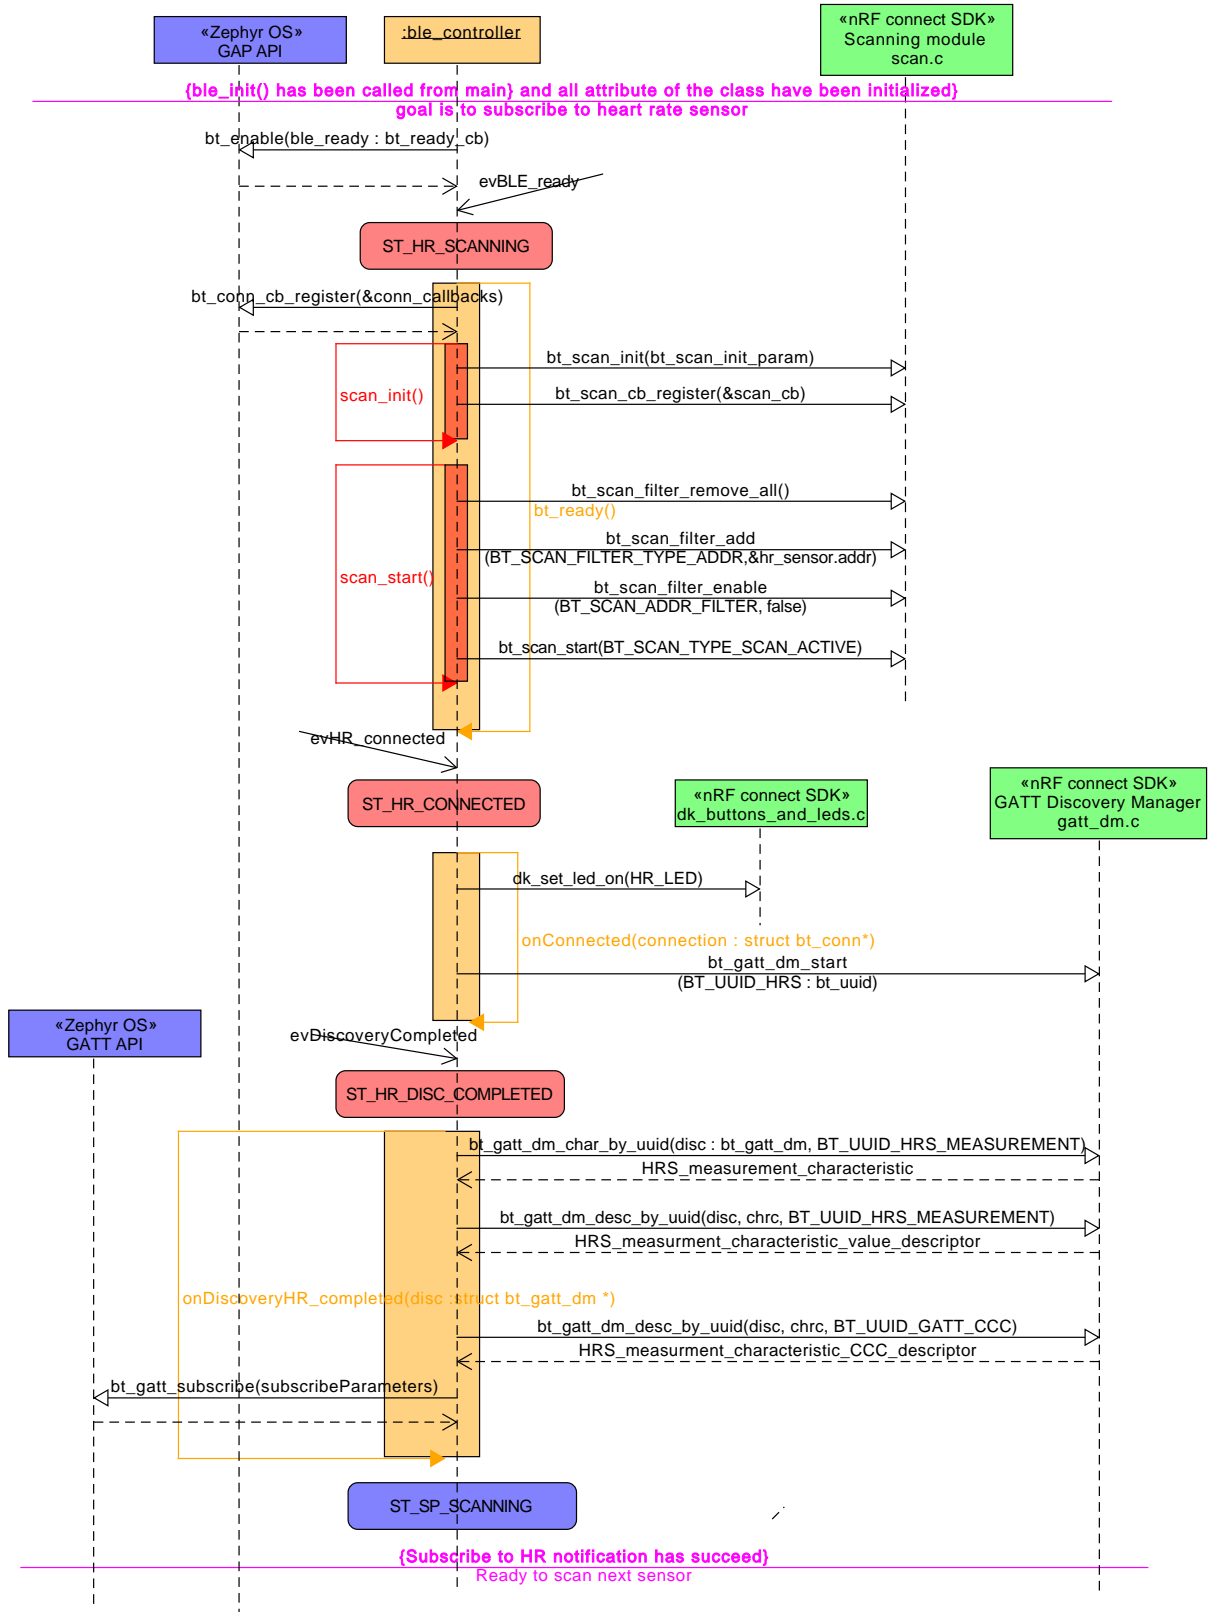 «Zephyr OS»
GAP API
:ble_controller
«nRF connect SDK»
Scanning module
scan.c
{ble_init() has been called from main} and all attribute of the class have been initialized}
goal is to subscribe to heart rate sensor
bt_enable(ble_ready : bt_ready_cb)
evBLE_ready
ST_HR_SCANNING
bt_conn_cb_register(&conn_callbacks)
bt_scan_init(bt_scan_init_param)
scan_init()
bt_scan_cb_register(&scan_cb)
bt_scan_filter_remove_all()
bt_ready()
bt_scan_filter_add
(BT_SCAN_FILTER_TYPE_ADDR,&hr_sensor.addr)
scan_start()
bt_scan_filter_enable
(BT_SCAN_ADDR_FILTER, false)
bt_scan_start(BT_SCAN_TYPE_SCAN_ACTIVE)
evHR_connected
ST_HR_CONNECTED
«nRF connect SDK»
dk_buttons_and_leds.c
«nRF connect SDK»
GATT Discovery Manager
gatt_dm.c
dk_set_led_on(HR_LED)
onConnected(connection : struct bt_conn*)
bt_gatt_dm_start
(BT_UUID_HRS : bt_uuid)
«Zephyr OS»
GATT API
evDiscoveryCompleted
ST_HR_DISC_COMPLETED
bt_gatt_dm_char_by_uuid(disc : bt_gatt_dm, BT_UUID_HRS_MEASUREMENT)
HRS_measurement_characteristic
bt_gatt_dm_desc_by_uuid(disc, chrc, BT_UUID_HRS_MEASUREMENT)
HRS_measurment_characteristic_value_descriptor
onDiscoveryHR_completed(disc :struct bt_gatt_dm *)
bt_gatt_dm_desc_by_uuid(disc, chrc, BT_UUID_GATT_CCC)
HRS_measurment_characteristic_CCC_descriptor
bt_gatt_subscribe(subscribeParameters)
ST_SP_SCANNING
{Subscribe to HR notification has succeed}
Ready to scan next sensor